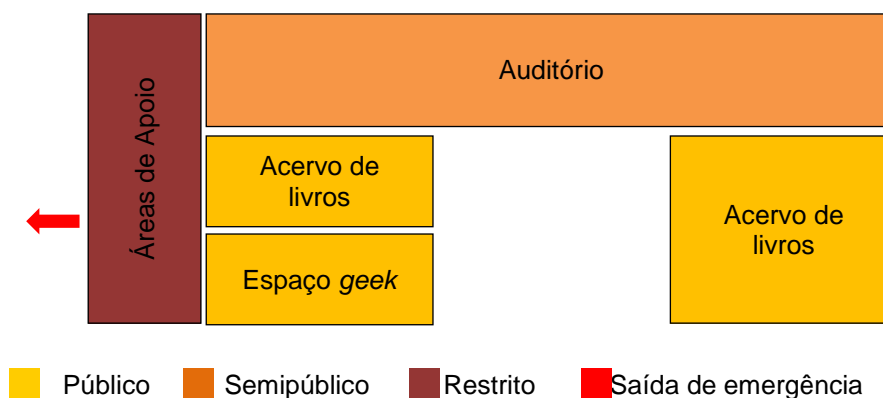 Auditório
Áreas de Apoio
Acervo de
livros
Espaço geek
Acervo de
livros
Público Semipúblico Restrito Saída de emergência